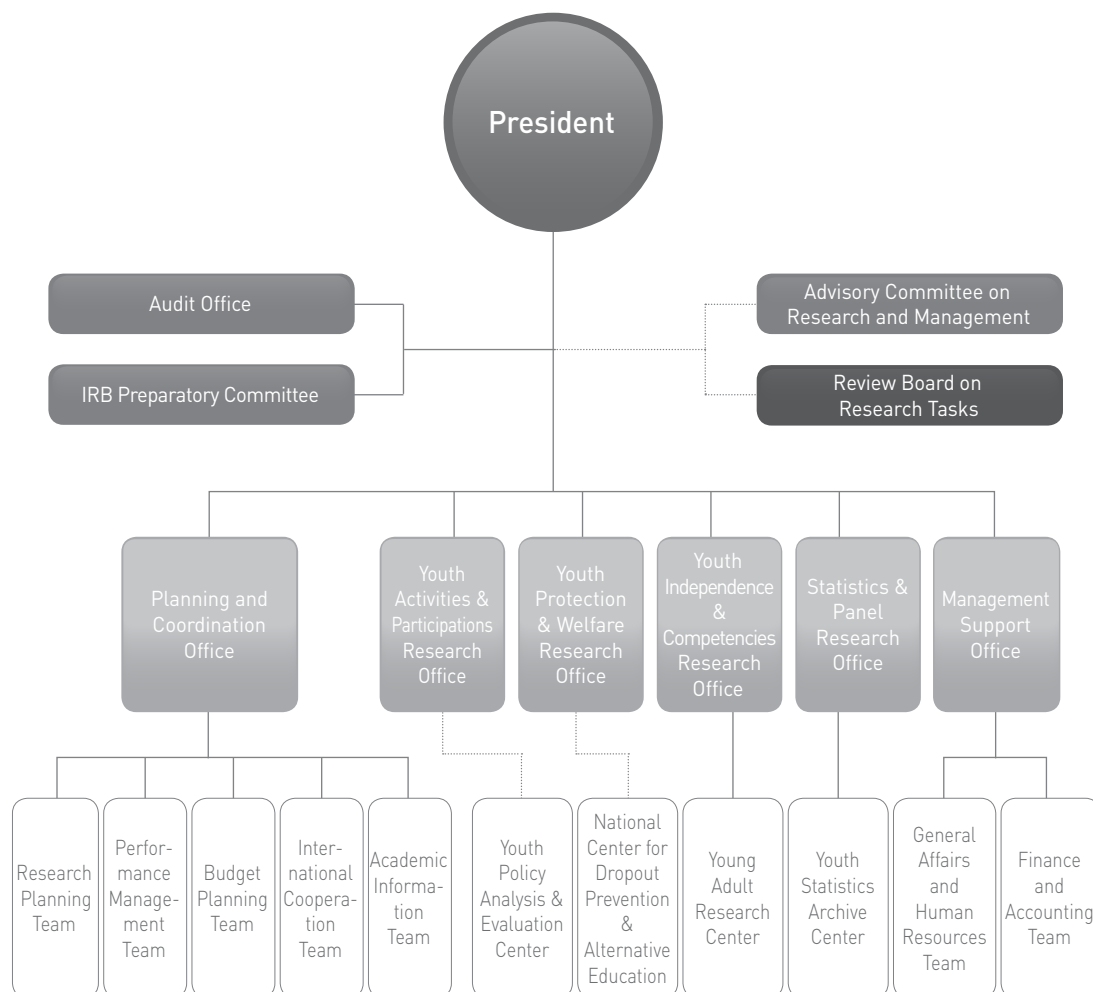 President
Audit Office
Advisory Committee on
Research and Management
IRB Preparatory Committee
Review Board on
Research Tasks
Planning and
Coordination
Office
Youth
Activities &
Participations
Research
Office
Youth
Protection
& Welfare
Research
Office
Youth
Independence
&
Competencies
Research
Office
Statistics &
Panel
Research
Office
Management
Support
Office
Research
Planning
Team
Perfor-
mance
Manage-
ment
Team
Budget
Planning
Team
Inter-
national
Coopera-
tion
Team
Academic
Informa-
tion
Team
Youth
Policy
Analysis &
Evaluation
Center
National
Center for
Dropout
Prevention
&
Alternative
Education
Young
Adult
Research
Center
Youth
Statistics
Archive
Center
General
Affairs
and
Human
Resources
Team
Finance
and
Accounting
Team